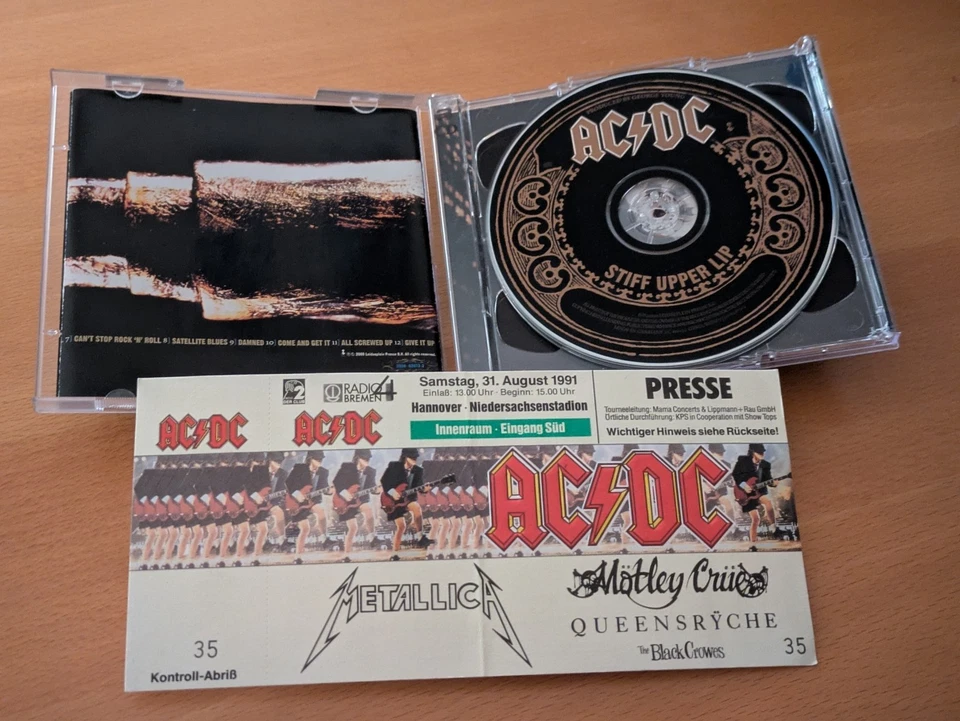 7| CAN'T STOP ROCK 'N' ROLL 8| SATELLITE BLUES 9| DAMNED 10| COME AND GET IT 11| ALL SCREWED UP 12| GIVE IT UP
AC DC
STIFF UPPER LIP
AC DC
DER CLUB
AC DC
RADIO
BREMEN 4
Samstag, 31. August 1991
Einlaß: 13.00 Uhr · Beginn: 15.00 Uhr
Hannover · Niedersachsenstadion
Innenraum · Eingang Süd
PRESSE
Tourneeleitung: Mama Concerts & Lippmann + Rau GmbH
Örtliche Durchführung: KPS in Cooperation mit Show Tops
Wichtiger Hinweis siehe Rückseite!
AC DC
METALLICA
Mötley Crüe
QUEENSRŸCHE
The Black Crowes
35
Kontroll-Abriß
35